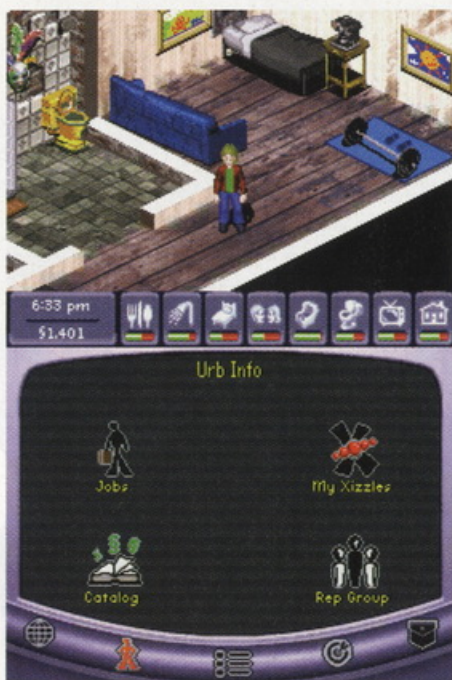 6:33 pm
§1,401
Urb Info
Jobs
My Xizzles
Catalog
Rep Group